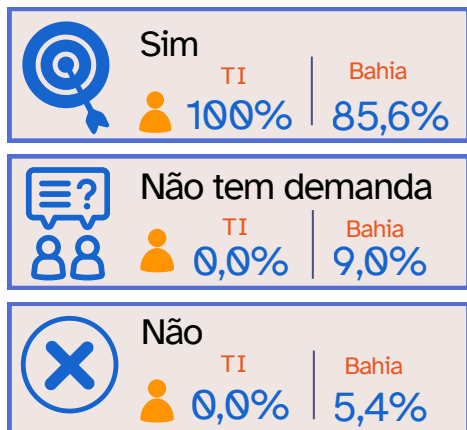 Sim
TI Bahia
100% 85,6%
?
Não tem demanda
TI Bahia
0,0% 9,0%
Não
TI Bahia
0,0% 5,4%